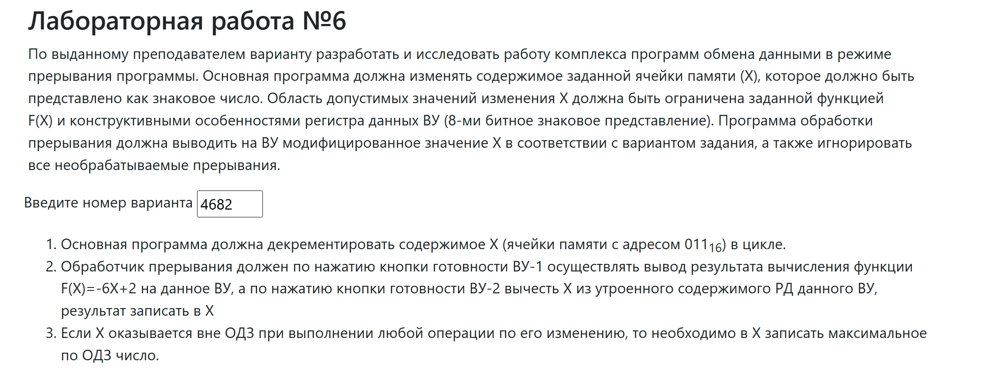 Лабораторная работа №6
По выданному преподавателем варианту разработать и исследовать работу комплекса программ обмена данными в режиме
прерывания программы. Основная программа должна изменять содержимое заданной ячейки памяти (X), которое должно быть
представлено как знаковое число. Область допустимых значений изменения X должна быть ограничена заданной функцией
F(X) и конструктивными особенностями регистра данных ВУ (8-ми битное знаковое представление). Программа обработки
прерывания должна выводить на ВУ модифицированное значение X в соответствии с вариантом задания, а также игнорировать
все необрабатываемые прерывания.
Введите номер варианта 4682
1. Основная программа должна декрементировать содержимое X (ячейки памяти с адресом 011₁₆) в цикле.
2. Обработчик прерывания должен по нажатию кнопки готовности ВУ-1 осуществлять вывод результата вычисления функции
F(X)=-6X+2 на данное ВУ, а по нажатию кнопки готовности ВУ-2 вычесть X из утроенного содержимого РД данного ВУ,
результат записать в X
3. Если X оказывается вне ОДЗ при выполнении любой операции по его изменению, то необходимо в X записать максимальное
по ОДЗ число.